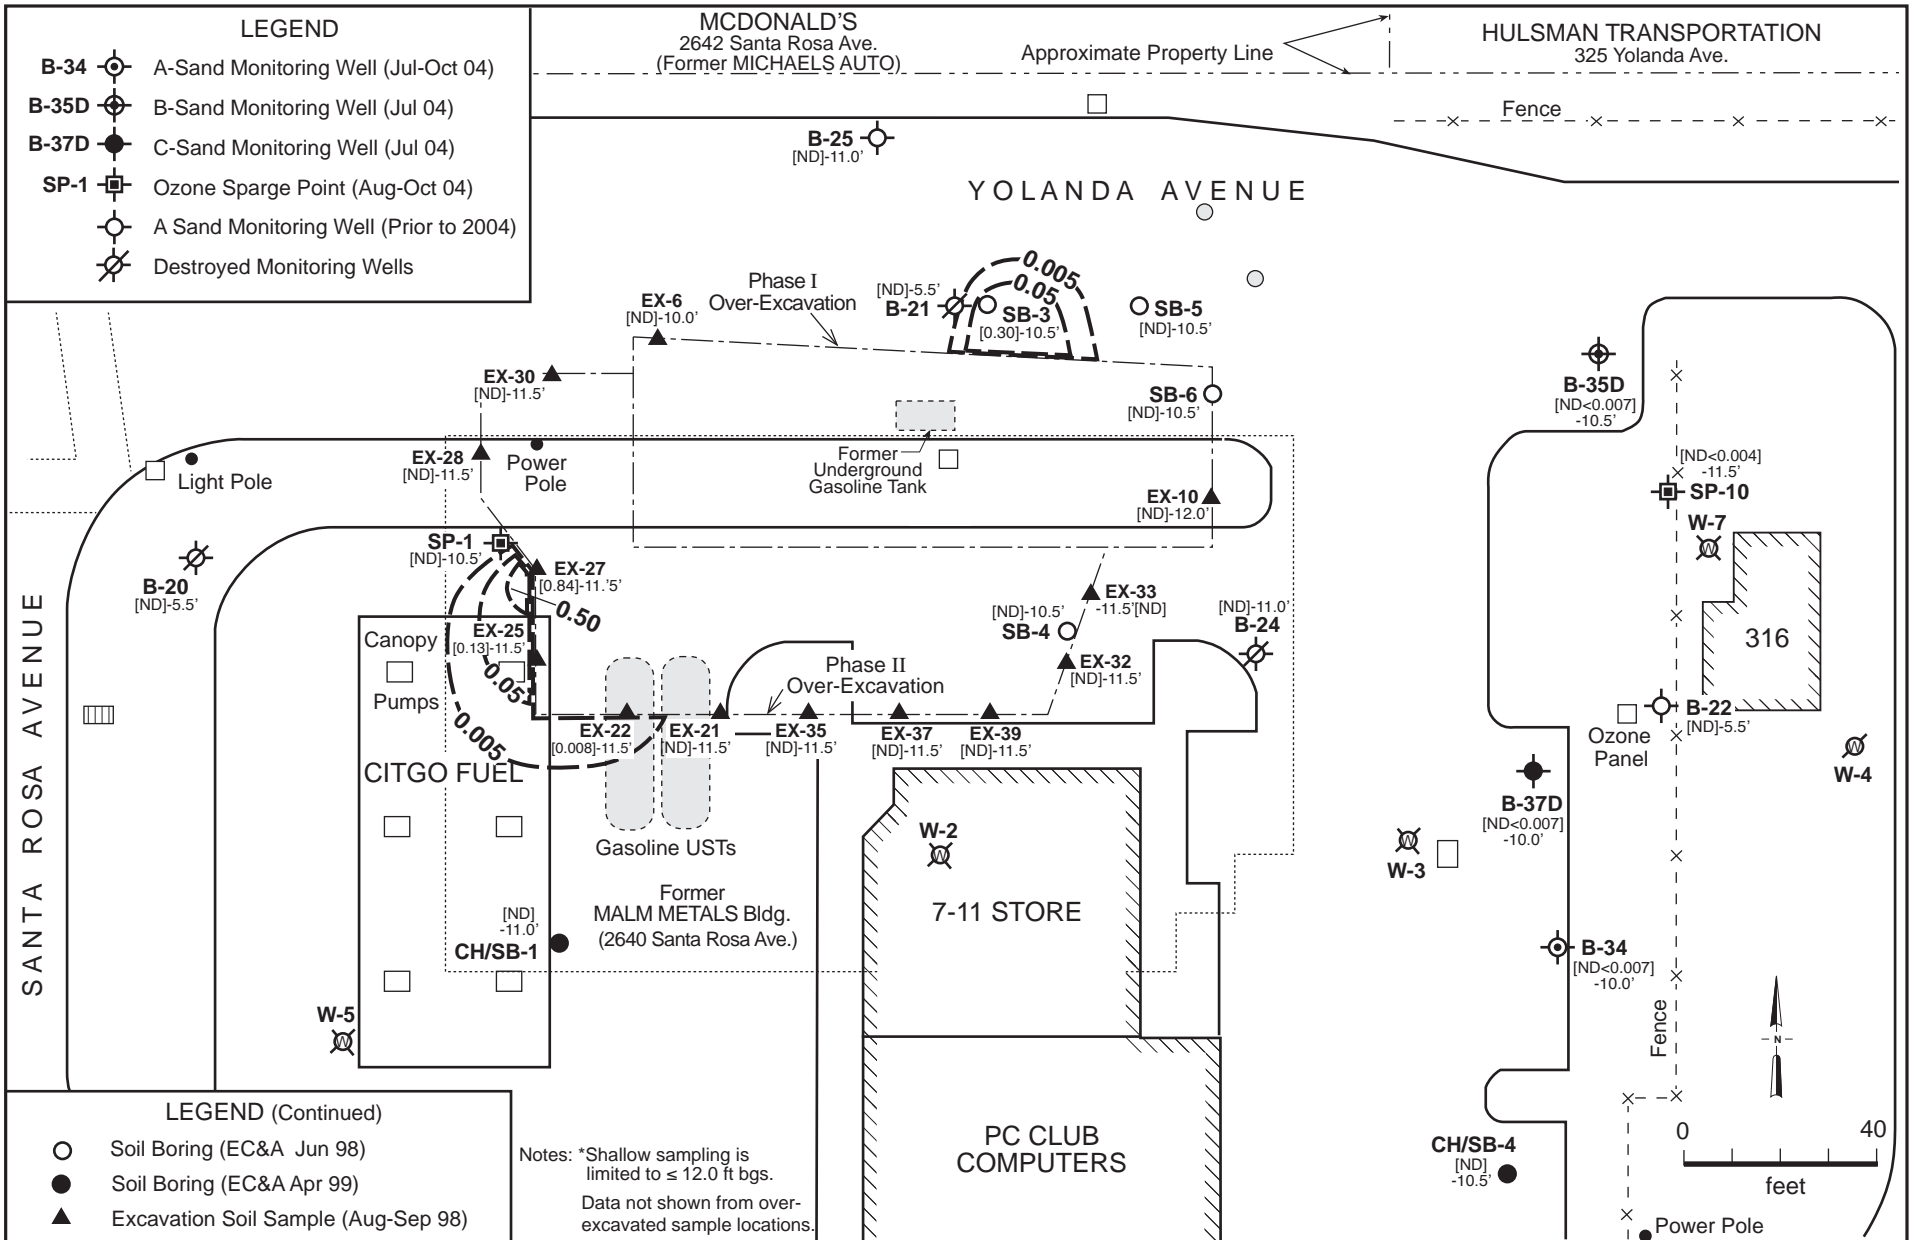 LEGEND
B-34 A-Sand Monitoring Well (Jul-Oct 04)
B-35D B-Sand Monitoring Well (Jul 04)
B-37D C-Sand Monitoring Well (Jul 04)
SP-1 Ozone Sparge Point (Aug-Oct 04)
A Sand Monitoring Well (Prior to 2004)
Destroyed Monitoring Wells
MCDONALD'S
2642 Santa Rosa Ave.
(Former MICHAELS AUTO)
Approximate Property Line
HULSMAN TRANSPORTATION
325 Yolanda Ave.
Fence
B-25
[ND]-11.0'
YOLANDA AVENUE
Phase I
Over-Excavation
EX-6
[ND]-10.0'
[ND]-5.5'
B-21
0.005
0.05
SB-3
[0.30]-10.5'
SB-5
[ND]-10.5'
EX-30
[ND]-11.5'
SB-6
[ND]-10.5'
B-35D
[ND<0.007]
-10.5'
Light Pole
EX-28
[ND]-11.5'
Power
Pole
Former
Underground
Gasoline Tank
EX-10
[ND]-12.0'
[ND<0.004]
-11.5'
SP-10
W-7
W
SP-1
[ND]-10.5'
B-20
[ND]-5.5'
EX-27
[0.84]-11.'5'
0.50
EX-33
-11.5'[ND]
[ND]-10.5'
SB-4
[ND]-11.0'
B-24
316
Canopy
EX-25
[0.13]-11.5'
Pumps
0.05
0.005
Phase II
Over-Excavation
EX-32
[ND]-11.5'
EX-22
[0.008]-11.5'
EX-21
[ND]-11.5'
EX-35
[ND]-11.5'
EX-37
[ND]-11.5'
EX-39
[ND]-11.5'
B-22
[ND]-5.5'
Ozone
Panel
W
W-4
CITGO FUEL
B-37D
[ND<0.007]
-10.0'
SANTA ROSA AVENUE
Gasoline USTs
W-2
W
W
W-3
Former
MALM METALS Bldg.
(2640 Santa Rosa Ave.)
7-11 STORE
[ND]
-11.0'
CH/SB-1
B-34
[ND<0.007]
-10.0'
W-5
W
Fence
N
PC CLUB
COMPUTERS
CH/SB-4
[ND]
-10.5'
0 40
feet
Power Pole
LEGEND (Continued)
Soil Boring (EC&A Jun 98)
Soil Boring (EC&A Apr 99)
Excavation Soil Sample (Aug-Sep 98)
Notes: *Shallow sampling is
limited to ≤ 12.0 ft bgs.
Data not shown from over-
excavated sample locations.